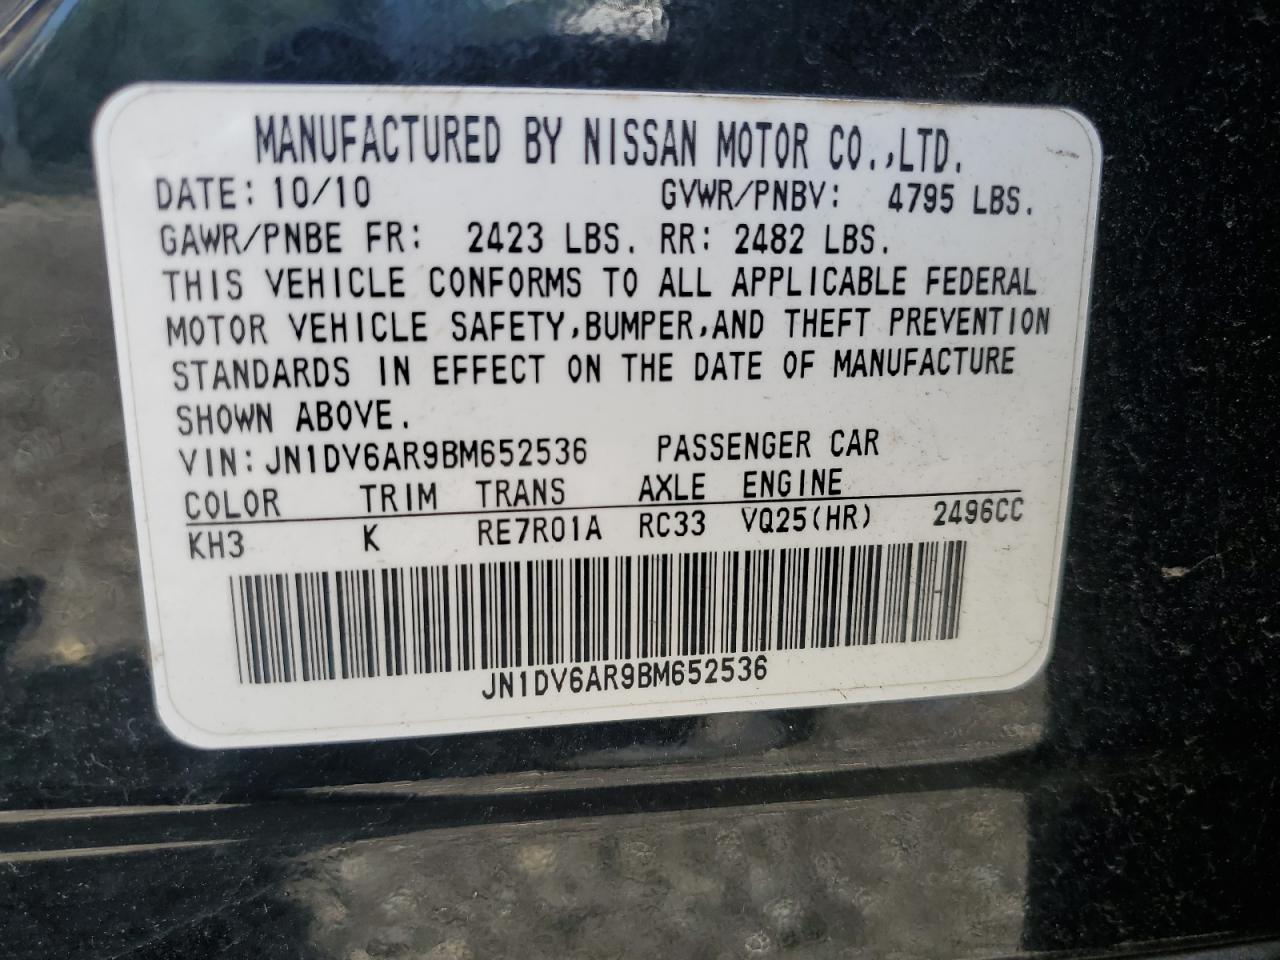 MANUFACTURED BY NISSAN MOTOR CO.,LTD.
DATE: 10/10 GVWR/PNBV: 4795 LBS.
GAWR/PNBE FR: 2423 LBS. RR: 2482 LBS.
THIS VEHICLE CONFORMS TO ALL APPLICABLE FEDERAL
MOTOR VEHICLE SAFETY,BUMPER,AND THEFT PREVENTION
STANDARDS IN EFFECT ON THE DATE OF MANUFACTURE
SHOWN ABOVE.
VIN: JN1DV6AR9BM652536 PASSENGER CAR
COLOR TRIM TRANS AXLE ENGINE
KH3 K RE7R01A RC33 VQ25(HR) 2496CC
JN1DV6AR9BM652536